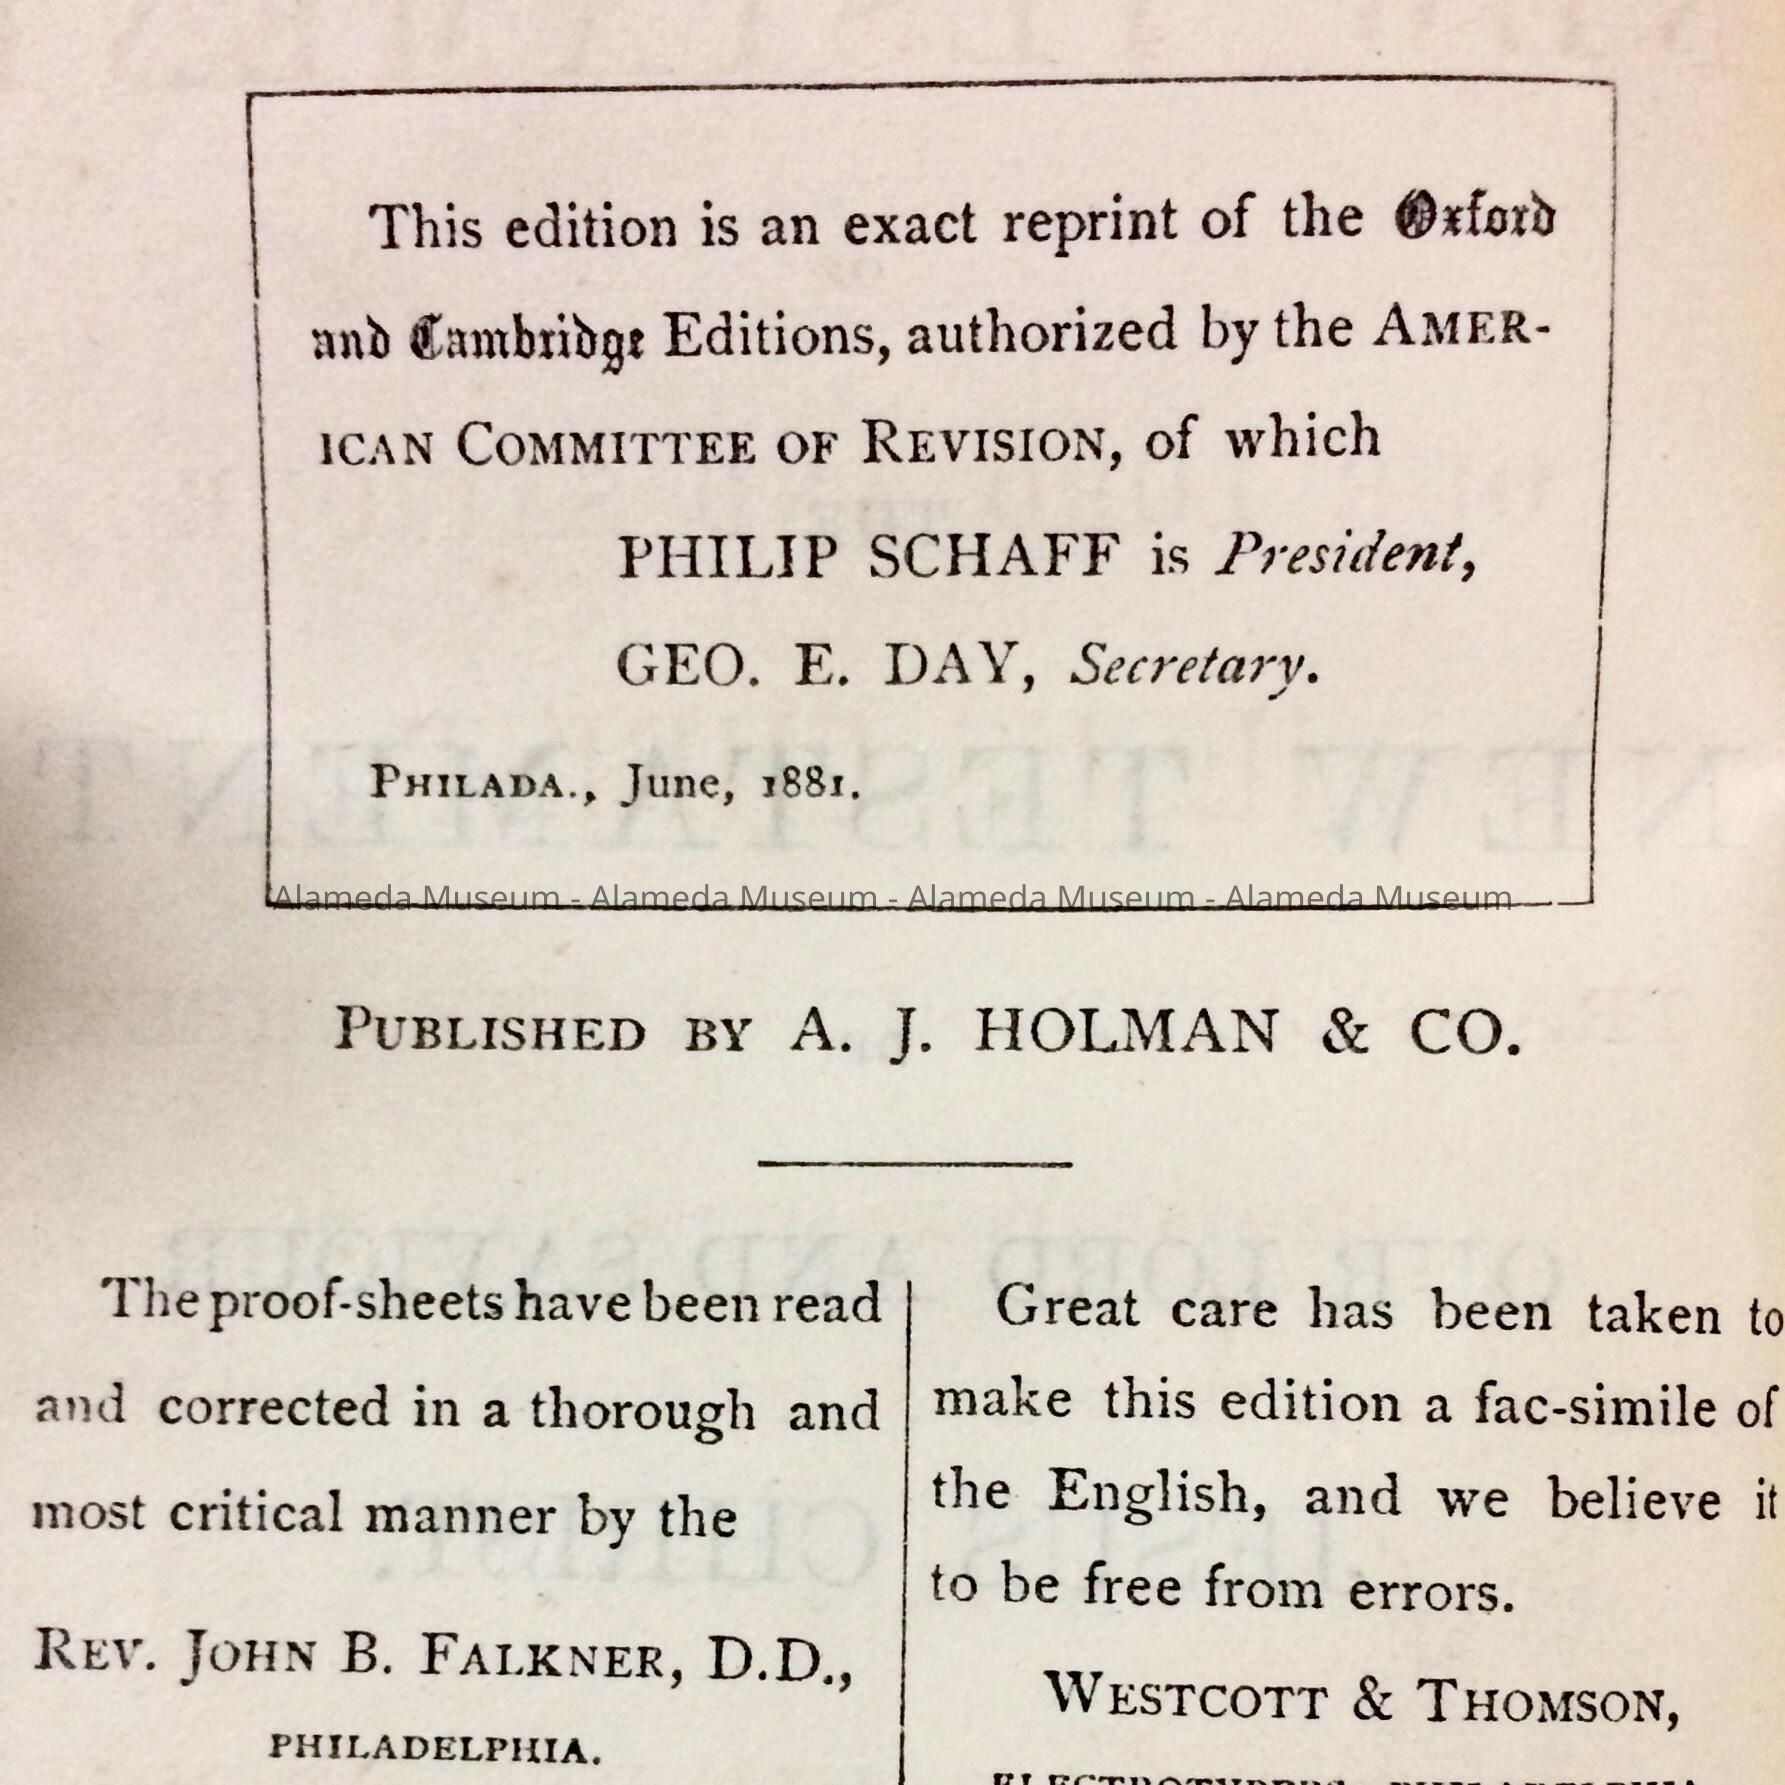 This edition is an exact reprint of the Oxford
and Cambridge Editions, authorized by the AMER-
ICAN COMMITTEE OF REVISION, of which
PHILIP SCHAFF is President,
GEO. E. DAY, Secretary.
PHILADA., June, 1881.
Alameda Museum - Alameda Museum - Alameda Museum - Alameda Museum
PUBLISHED BY A. J. HOLMAN & CO.
The proof-sheets have been read
and corrected in a thorough and
most critical manner by the
REV. JOHN B. FALKNER, D.D.,
PHILADELPHIA.
Great care has been taken to
make this edition a fac-simile of
the English, and we believe it
to be free from errors.
WESTCOTT & THOMSON,